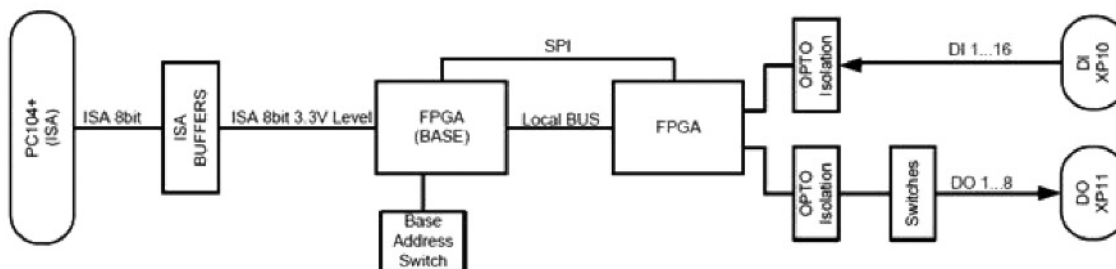 PC104+
(ISA)
ISA 8bit
ISA
BUFFERS
ISA 8bit 3.3V Level
SPI
FPGA
(BASE)
Base
Address
Switch
Local BUS
FPGA
OPTO
Isolation
DI 1...16
DI
XP10
OPTO
Isolation
Switches
DO 1...8
DO
XP11